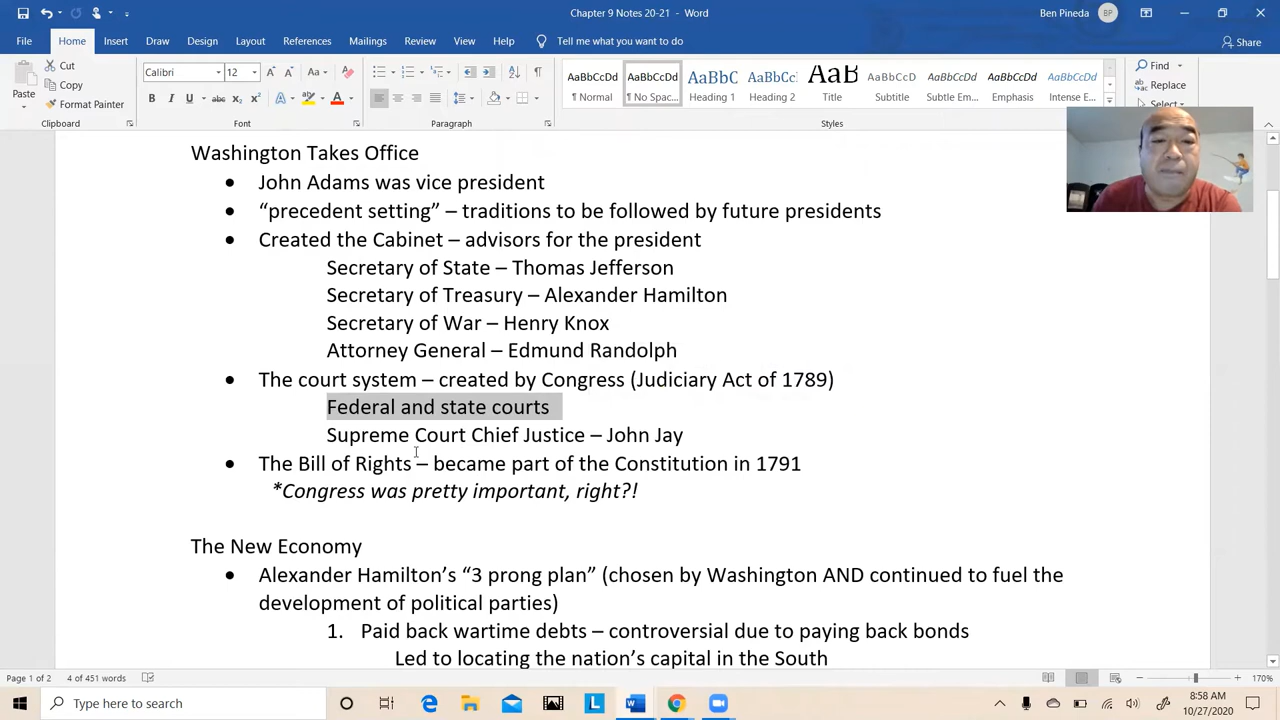 Chapter 9 Notes 20-21 - Word
Ben Pineda BP
File Home Insert Draw Design Layout References Mailings Review View Help Tell me what you want to do Share
Paste
Cut
Copy
Format Painter
Clipboard
Calibri 12
Font
Paragraph
AaBbCcDd AaBbCcDd AaBbC AaBbCc AaB AaBbCcD AaBbCcDd AaBbCcDd AaBbCcDd
¶ Normal ¶ No Spac... Heading 1 Heading 2 Title Subtitle Subtle Em... Emphasis Intense E...
Styles
Find
Replace
Select
Washington Takes Office
• John Adams was vice president
• “precedent setting” – traditions to be followed by future presidents
• Created the Cabinet – advisors for the president
Secretary of State – Thomas Jefferson
Secretary of Treasury – Alexander Hamilton
Secretary of War – Henry Knox
Attorney General – Edmund Randolph
• The court system – created by Congress (Judiciary Act of 1789)
Federal and state courts
Supreme Court Chief Justice – John Jay
• The Bill of Rights – became part of the Constitution in 1791
*Congress was pretty important, right?!
The New Economy
• Alexander Hamilton’s “3 prong plan” (chosen by Washington AND continued to fuel the
development of political parties)
1. Paid back wartime debts – controversial due to paying back bonds
Led to locating the nation’s capital in the South
Page 1 of 2 4 of 451 words 170%
Type here to search
8:58 AM
10/27/2020